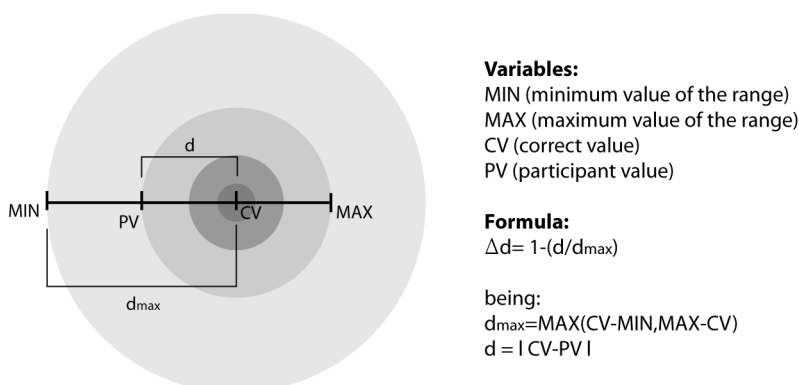 d
MIN
PV
CV
MAX
dmax
Variables:
MIN (minimum value of the range)
MAX (maximum value of the range)
CV (correct value)
PV (participant value)
Formula:
Δd= 1-(d/dmax)
being:
dmax=MAX(CV-MIN,MAX-CV)
d = I CV-PV I